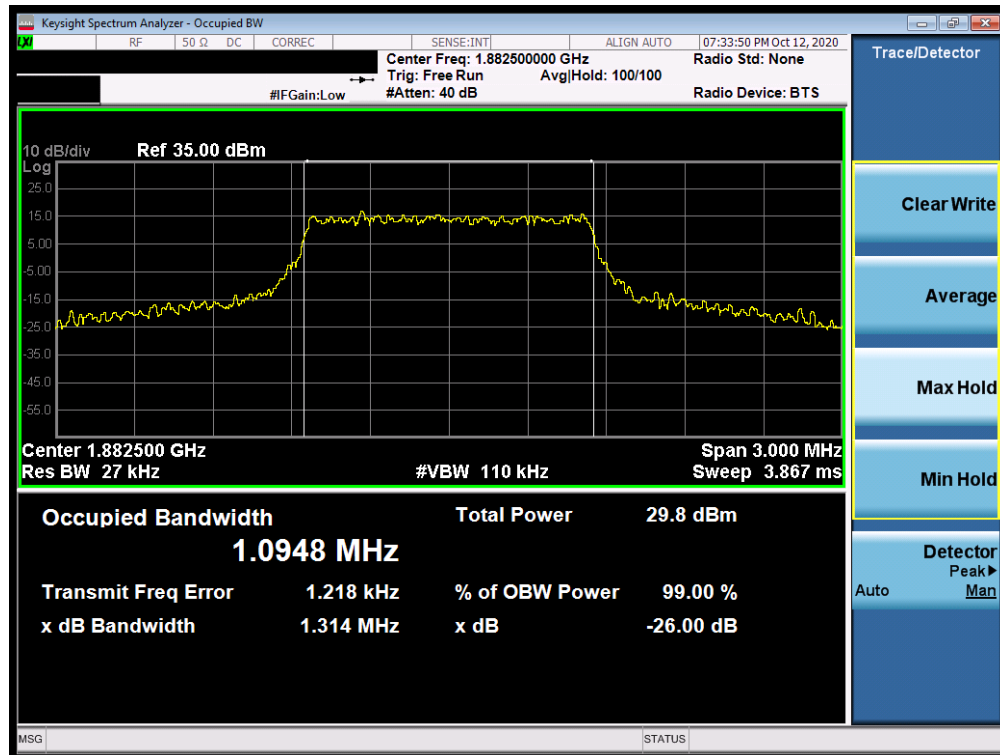 Keysight Spectrum Analyzer - Occupied BW
LXI RF 50 Ω DC CORREC SENSE:INT ALIGN AUTO 07:33:50 PM Oct 12, 2020
Center Freq: 1.882500000 GHz Radio Std: None
Trig: Free Run Avg|Hold: 100/100
#IFGain:Low #Atten: 40 dB Radio Device: BTS
10 dB/div Ref 35.00 dBm
Log
25.0
15.0
5.00
-5.00
-15.0
-25.0
-35.0
-45.0
-55.0
Center 1.882500 GHz Span 3.000 MHz
Res BW 27 kHz #VBW 110 kHz Sweep 3.867 ms
Occupied Bandwidth Total Power 29.8 dBm
1.0948 MHz
Transmit Freq Error 1.218 kHz % of OBW Power 99.00 %
x dB Bandwidth 1.314 MHz x dB -26.00 dB
MSG STATUS
Trace/Detector
Clear Write
Average
Max Hold
Min Hold
Detector
Peak▶
Auto Man